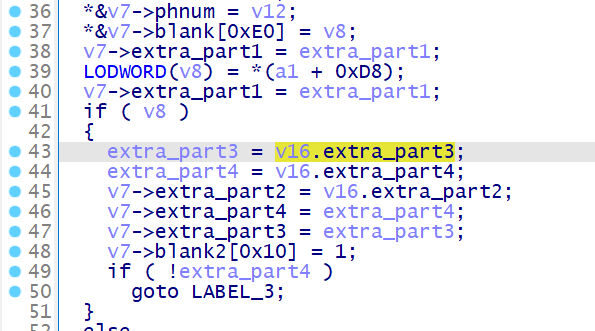 36 *&v7->phnum = v12;
37 *&v7->blank[0xE0] = v8;
38 v7->extra_part1 = extra_part1;
39 LODWORD(v8) = *(a1 + 0xD8);
40 v7->extra_part1 = extra_part1;
41 if ( v8 )
42 {
43 extra_part3 = v16.extra_part3;
44 extra_part4 = v16.extra_part4;
45 v7->extra_part2 = v16.extra_part2;
46 v7->extra_part4 = extra_part4;
47 v7->extra_part3 = extra_part3;
48 v7->blank2[0x10] = 1;
49 if ( !extra_part4 )
50 goto LABEL_3;
51 }
52 else